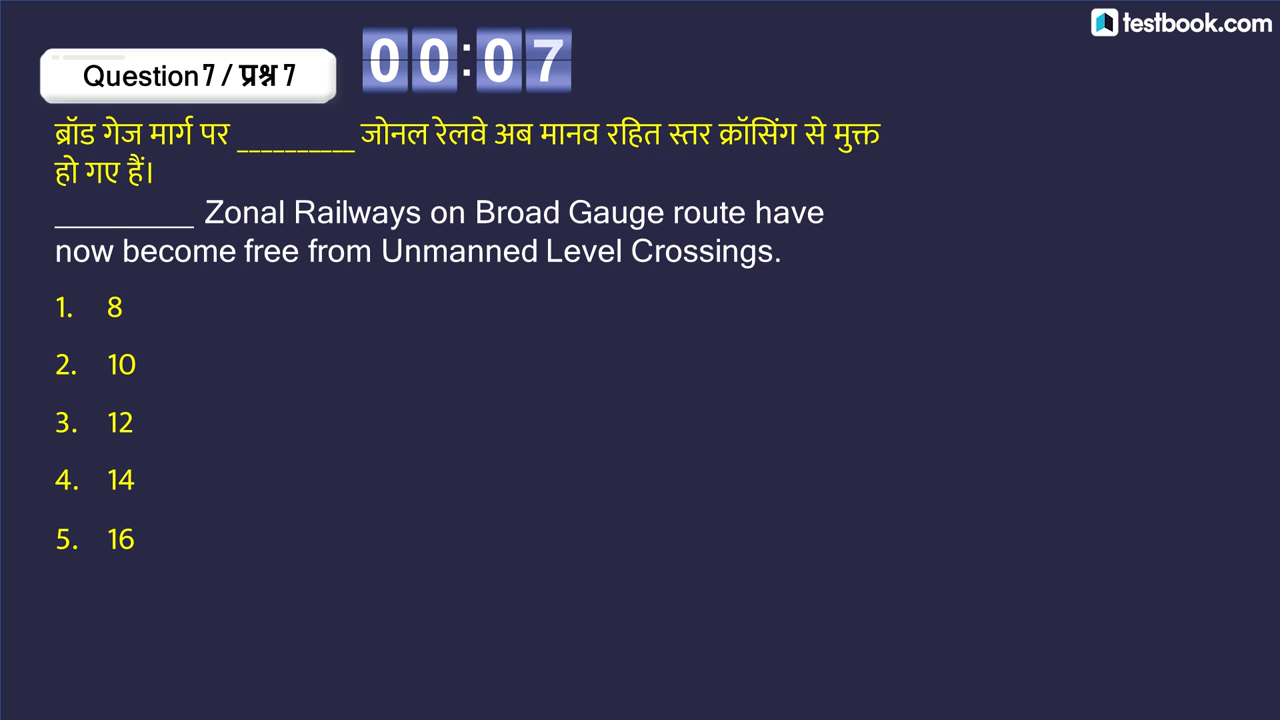 testbook.com
Question 7 / प्रश्न 7
00:07
ब्रॉड गेज मार्ग पर __________ जोनल रेलवे अब मानव रहित स्तर क्रॉसिंग से मुक्त
हो गए हैं।
________ Zonal Railways on Broad Gauge route have
now become free from Unmanned Level Crossings.
1. 8
2. 10
3. 12
4. 14
5. 16